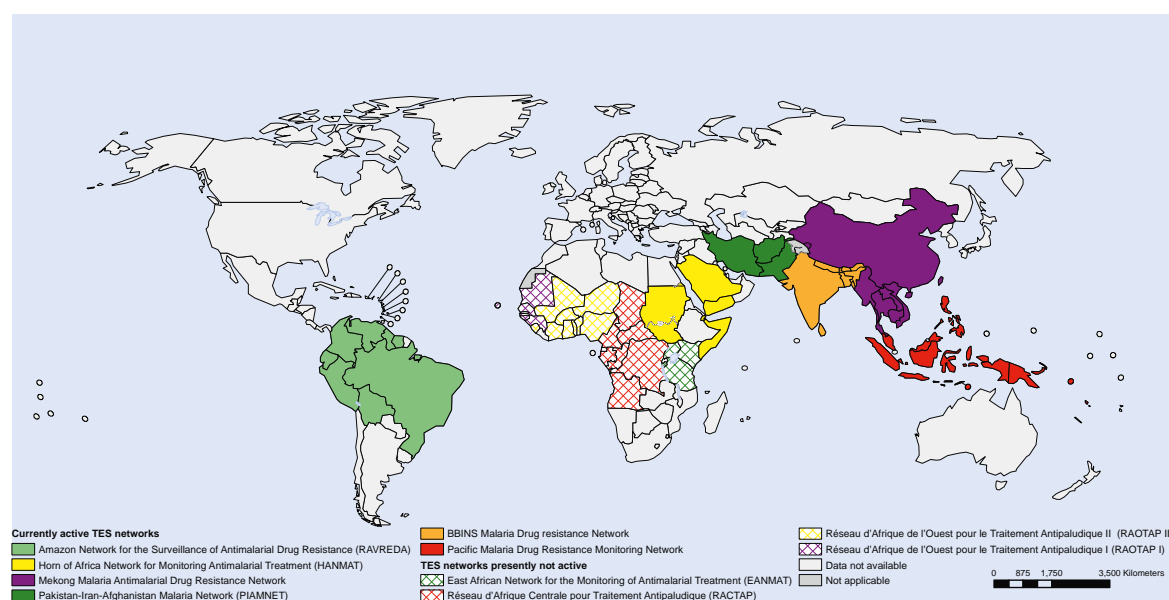 Currently active TES networks
Amazon Network for the Surveillance of Antimalarial Drug Resistance (RAVREDA)
Horn of Africa Network for Monitoring Antimalarial Treatment (HANMAT)
Mekong Malaria Antimalarial Drug Resistance Network
Pakistan-Iran-Afghanistan Malaria Network (PIAMNET)
BBINS Malaria Drug resistance Network
Pacific Malaria Drug Resistance Monitoring Network
TES networks presently not active
East African Network for the Monitoring of Antimalarial Treatment (EANMAT)
Réseau d'Afrique Centrale pour Traitement Antipaludique (RACTAP)
Réseau d'Afrique de l'Ouest pour le Traitement Antipaludique II (RAOTAP II
Réseau d'Afrique de l'Ouest pour le Traitement Antipaludique I (RAOTAP I)
Data not available
Not applicable
0 875 1,750 3,500 Kilometers